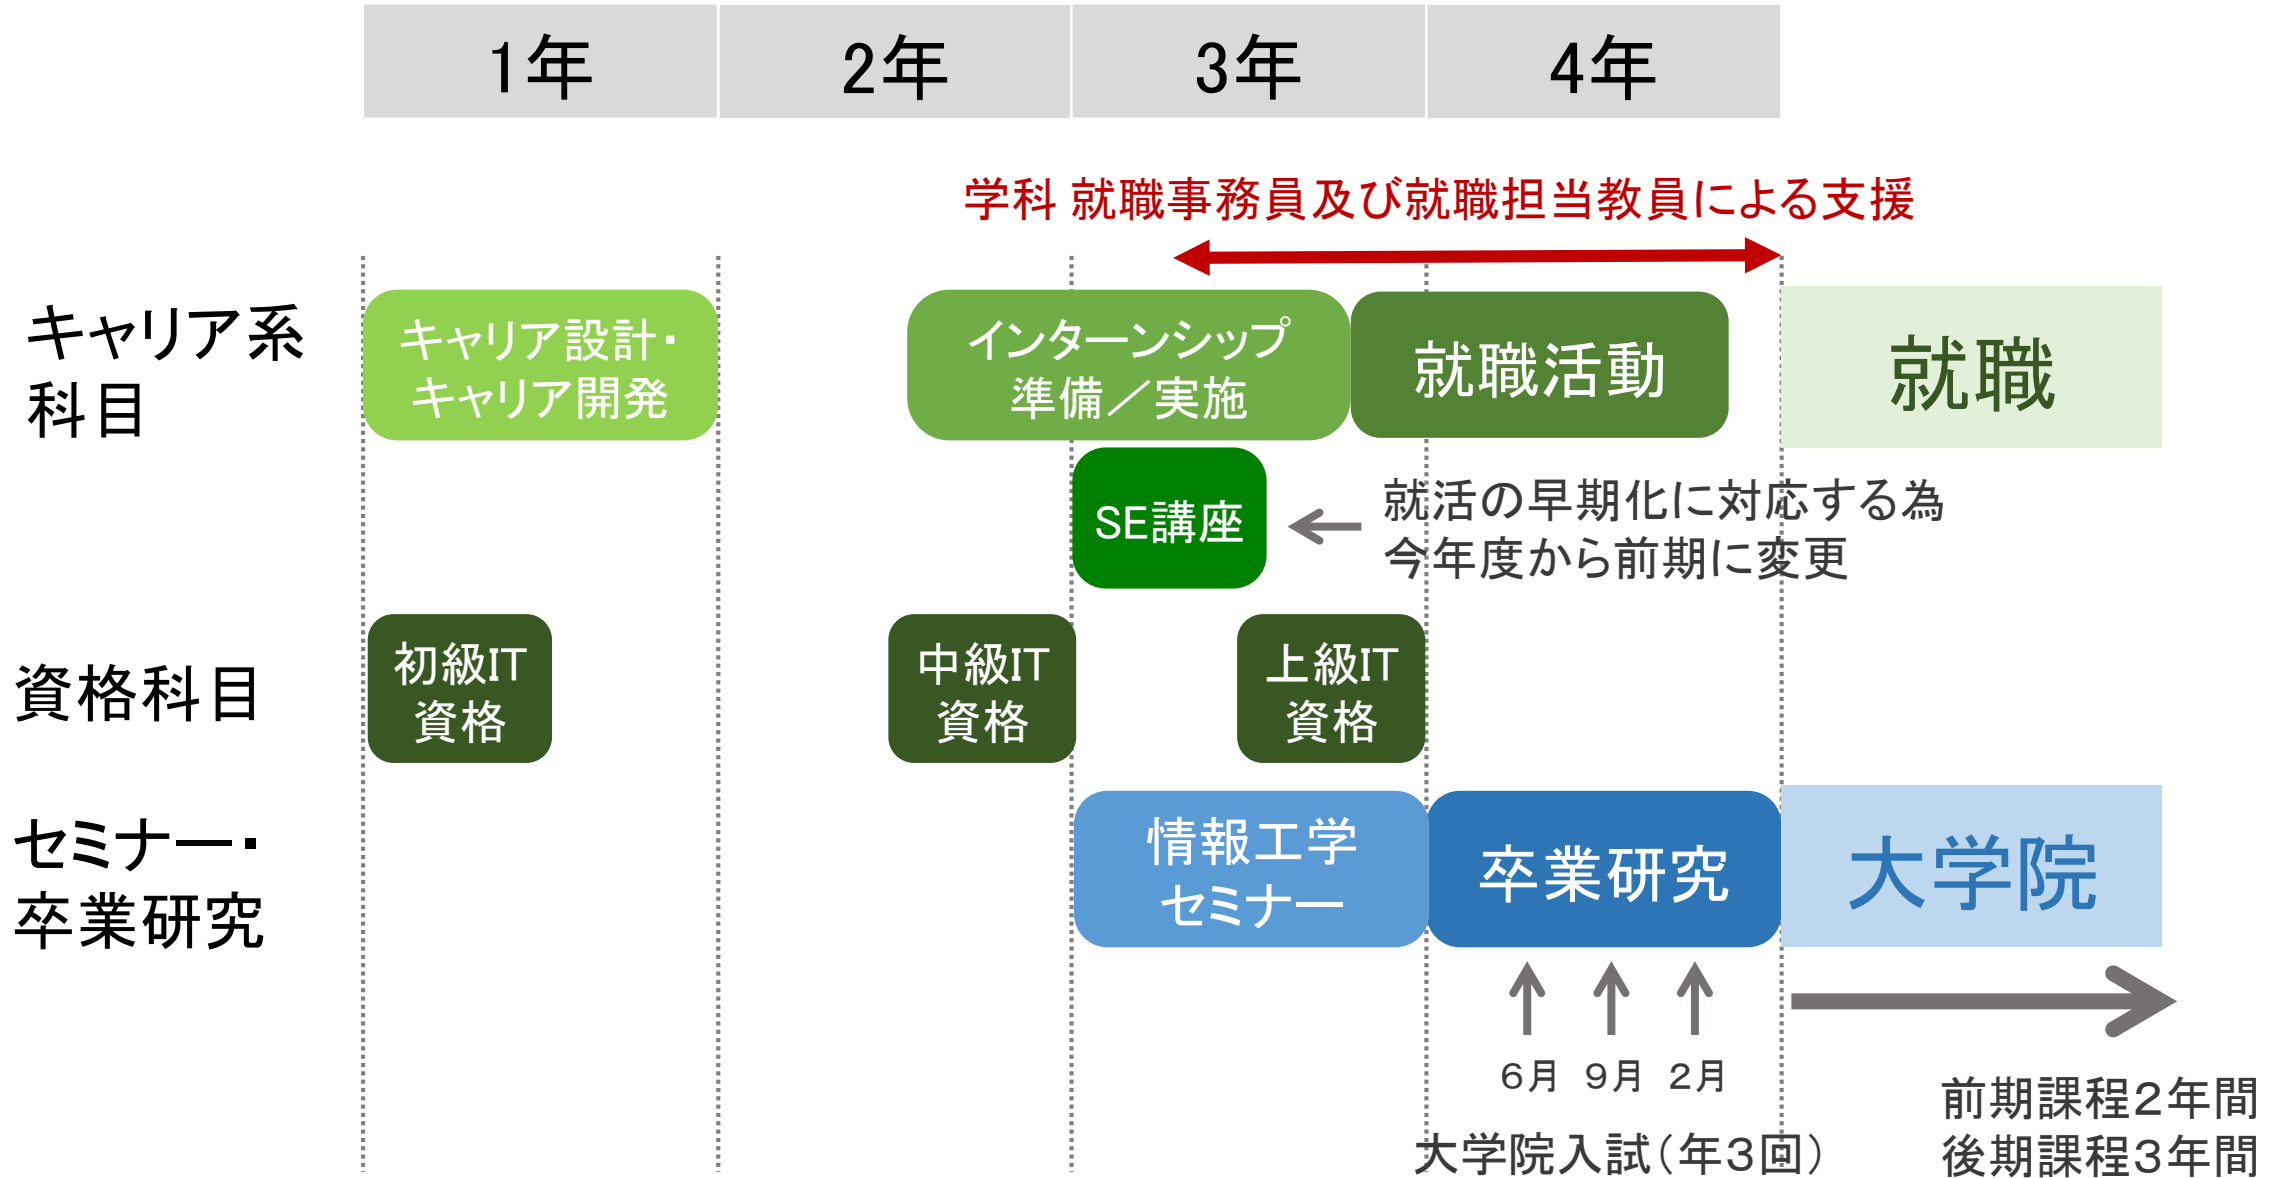 1年
2年
3年
4年
学科 就職事務員及び就職担当教員による支援
キャリア系
科目
キャリア設計・
キャリア開発
インターンシップ
準備／実施
就職活動
就職
SE講座
就活の早期化に対応する為
今年度から前期に変更
資格科目
初級IT
資格
中級IT
資格
上級IT
資格
セミナー・
卒業研究
情報工学
セミナー
卒業研究
大学院
6月
9月
2月
大学院入試（年3回）
前期課程2年間
後期課程3年間